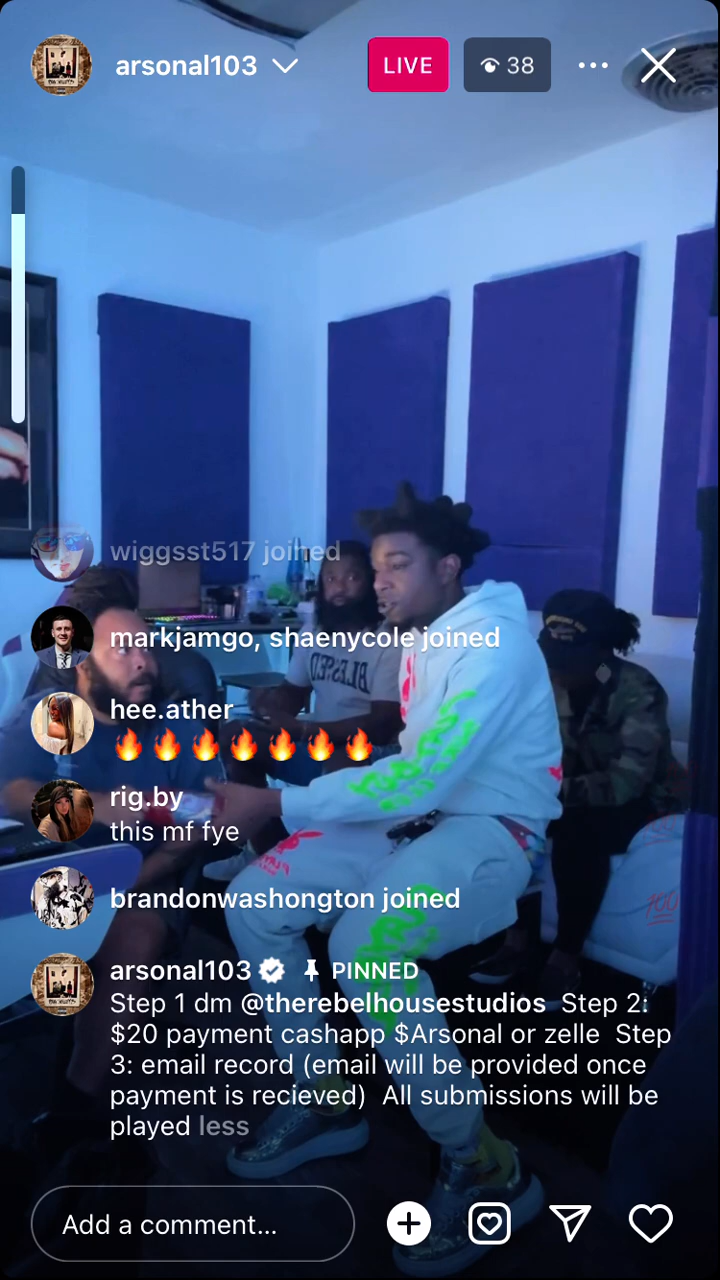 arsonal103
LIVE
38
wiggsst517 joined
markjamgo, shaenycole joined
hee.ather
🔥🔥🔥🔥🔥🔥🔥
BLESSED
rig.by
this mf fye
brandonwashongton joined
arsonal103 PINNED
Step 1 dm @therebelhousestudios Step 2:
$20 payment cashapp $Arsonal or zelle Step
3: email record (email will be provided once
payment is recieved) All submissions will be
played less
100
Add a comment...